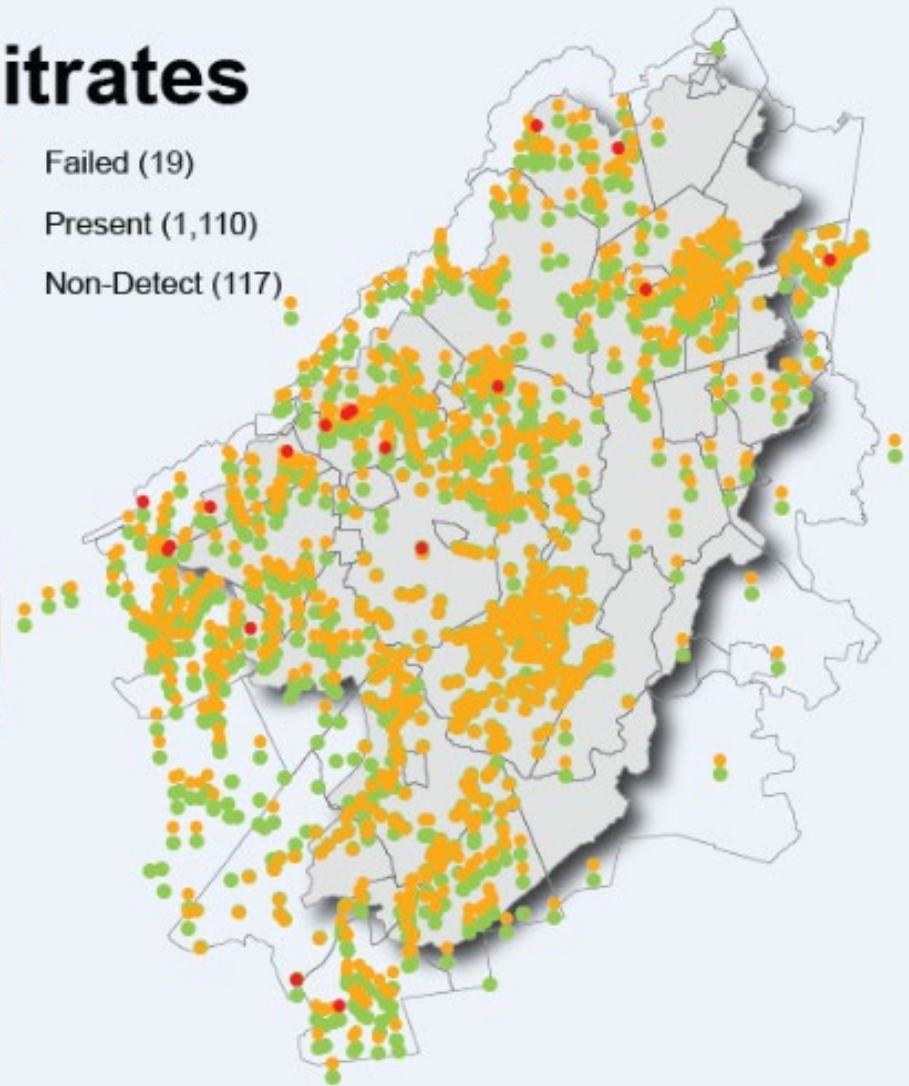 itrates
Failed (19)
Present (1,110)
Non-Detect (117)